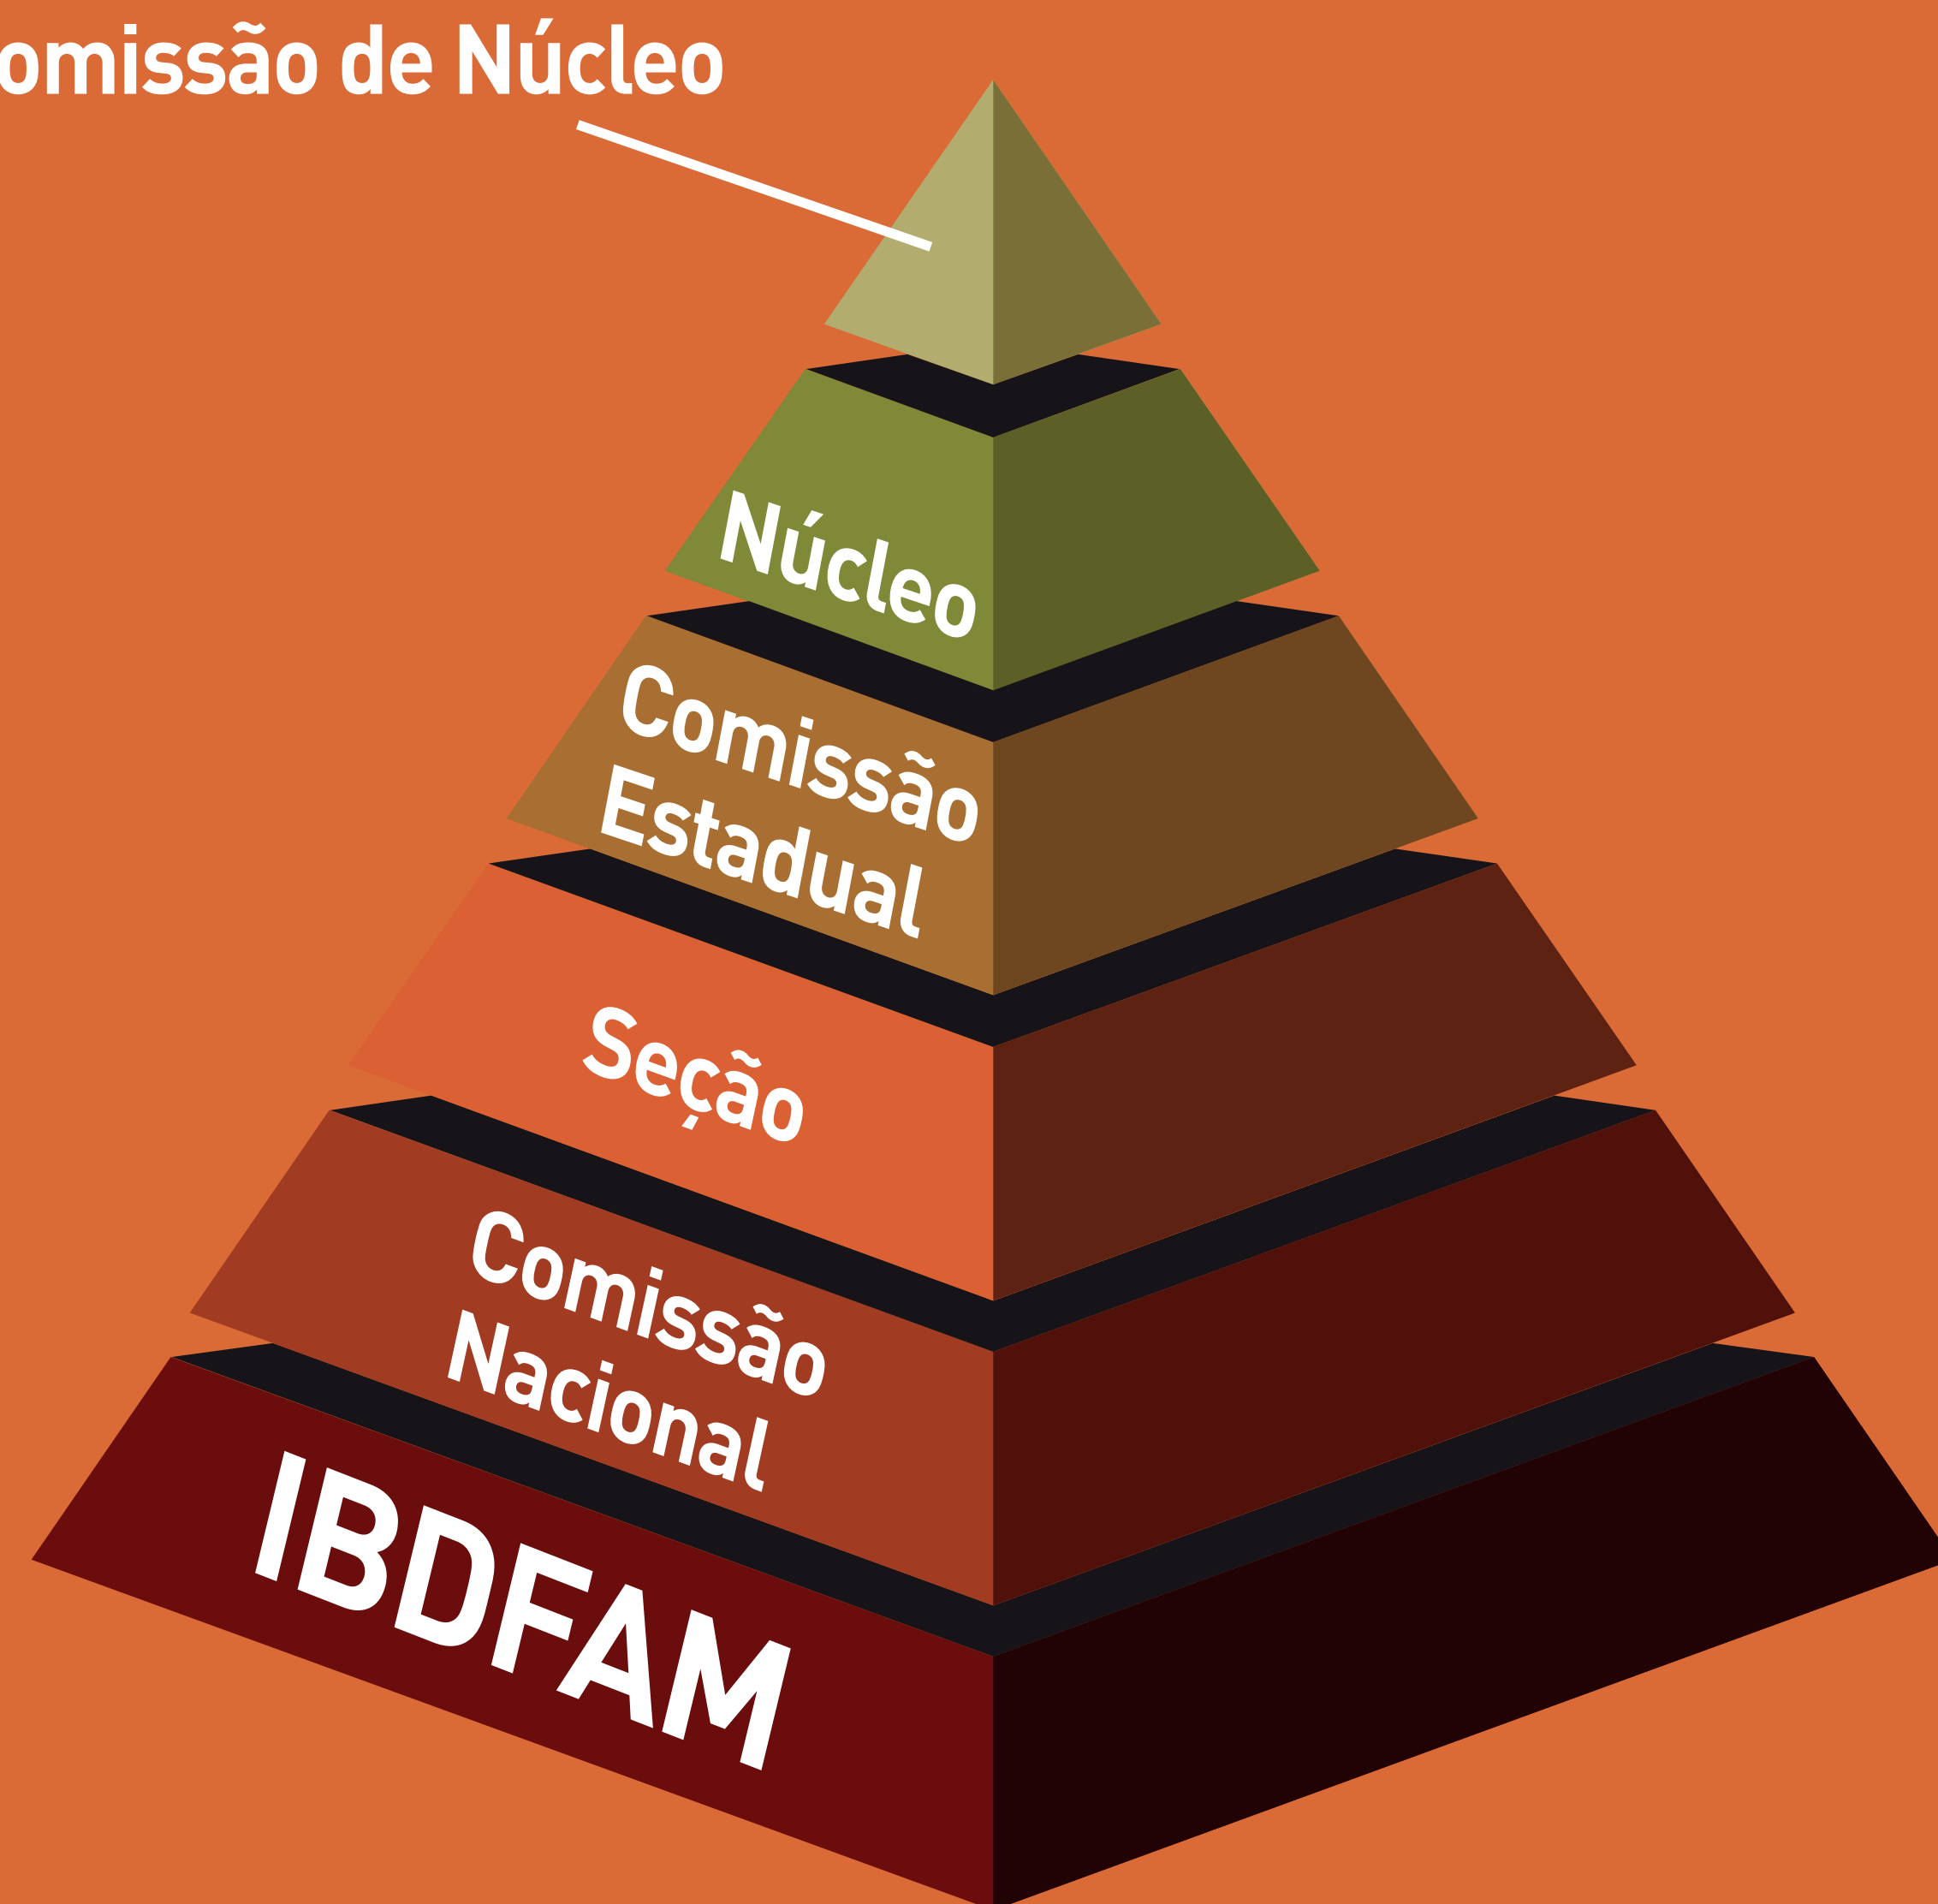 omissão de Núcleo
Núcleo
Comissão
Estadual
Seção
Comissão
Nacional
IBDFAM